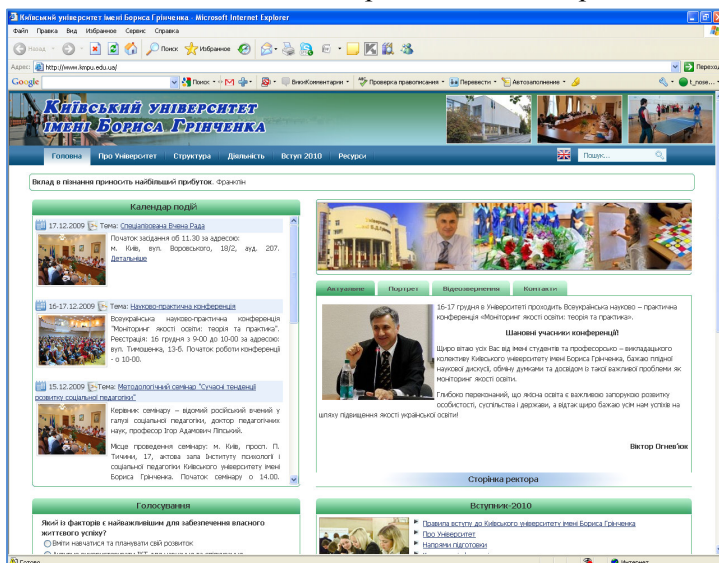 Київський університет імені Бориса Грінченка - Microsoft Internet Explorer
Файл Правка Вид Избранное Сервис Справка
Назад Поиск Избранное
Адрес: http://www.kmpu.edu.ua/ Переход
Google Поиск ВикиКомментарии Проверка правописания Перевести Автозаполнение t_nose...
Київський університет
імені Бориса Грінченка
Головна Про Університет Структура Діяльність Вступ 2010 Ресурси Пошук...
Вклад в пізнання приносить найбільший прибуток. Франклін
Календар подій
17.12.2009 Тема: Спеціалізована Вчена Рада
Початок засідання об 11.30 за адресою:
м. Київ, вул. Воровського, 18/2, ауд. 207.
Детальніше
16-17.12.2009 Тема: Науково-практична конференція
Всеукраїнська науково-практична конференція
"Моніторинг якості освіти: теорія та практика".
Реєстрація: 16 грудня з 9-00 до 10-00 за адресою:
вул. Тимошенка, 13-б. Початок роботи конференції
- о 10-00.
15.12.2009 Тема: Методологічний семінар "Сучасні тенденції
розвитку соціальної педагогіки"
Керівник семінару – відомий російський вчений у
галузі соціальної педагогіки, доктор педагогічних
наук, професор Ігор Адамович Ліпський.
Місце проведення семінару: м. Київ, просп. П.
Тичини, 17, актова зала Інституту психології і
соціальної педагогіки Київського університету імені
Бориса Грінченка. Початок семінару о 14.00.
Актуальне Портрет Відеозвернення Контакти
16-17 грудня в Університеті проходить Всеукраїнська науково – практична
конференція «Моніторинг якості освіти: теорія та практика».
Шановні учасники конференції!
Щиро вітаю усіх Вас від імені студентів та професорсько – викладацького
колективу Київського університету імені Бориса Грінченка, бажаю плідної
наукової дискусії, обміну думками та досвідом із такої важливої проблеми як
моніторинг якості освіти.
Глибоко переконаний, що якісна освіта є важливою запорукою розвитку
особистості, суспільства і держави, а відтак щиро бажаю усім нам успіхів на
шляху підвищення якості української освіти!
Віктор Огнев'юк
Сторінка ректора
Голосування
Який із факторів є найважливішим для забезпечення власного
життєвого успіху?
Вміти навчатися та планувати свій розвиток
Вступник-2010
Правила вступу до Київського університету імені Бориса Грінченка
Про Університет
Напрями підготовки
Готово Интернет